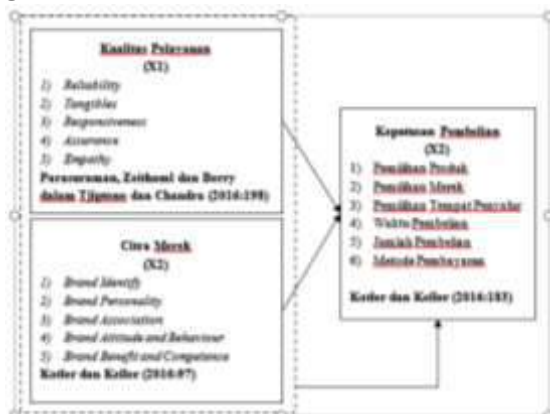 Kualitas Pelayanan
(X1)
1) Reliability
2) Tangibles
3) Responsiveness
4) Assurance
5) Empathy
Parasuraman, Zeithaml dan Berry
dalam Tjiptono dan Chandra (2016:198)
Citra Merek
(X2)
1) Brand Identify
2) Brand Personality
3) Brand Association
4) Brand Attitude and Behaviour
5) Brand Benefit and Competence
Kotler dan Keller (2016:97)
Keputusan Pembelian
(X2)
1) Pemilihan Produk
2) Pemilihan Merek
3) Pemilihan Tempat Penyalur
4) Waktu Pembelian
5) Jumlah Pembelian
6) Metode Pembayaran
Kotler dan Keller (2016:183)